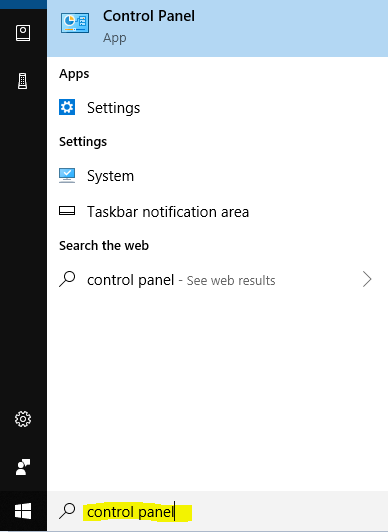 Control Panel
App
Apps
Settings
Settings
System
Taskbar notification area
Search the web
control panel - See web results
control panel